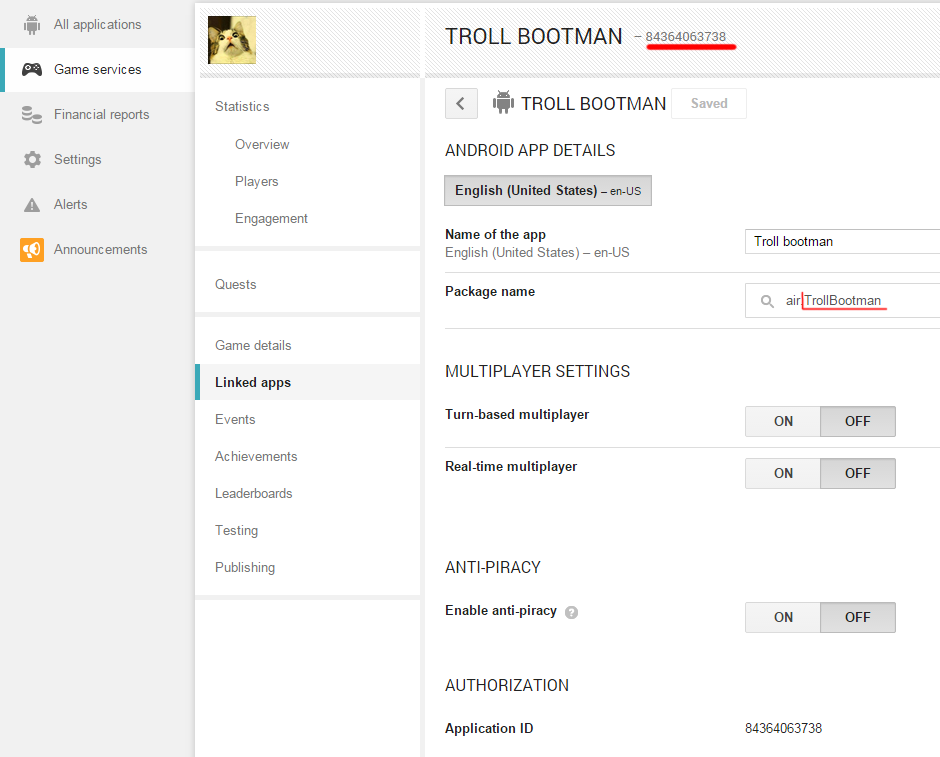 All applications
Game services
Financial reports
Settings
Alerts
Announcements
Statistics
Overview
Players
Engagement
Quests
Game details
Linked apps
Events
Achievements
Leaderboards
Testing
Publishing
TROLL BOOTMAN – 84364063738
TROLL BOOTMAN Saved
ANDROID APP DETAILS
English (United States) – en-US
Name of the app
English (United States) – en-US
Troll bootman
Package name
air.TrollBootman
MULTIPLAYER SETTINGS
Turn-based multiplayer ON OFF
Real-time multiplayer ON OFF
ANTI-PIRACY
Enable anti-piracy ? ON OFF
AUTHORIZATION
Application ID 84364063738